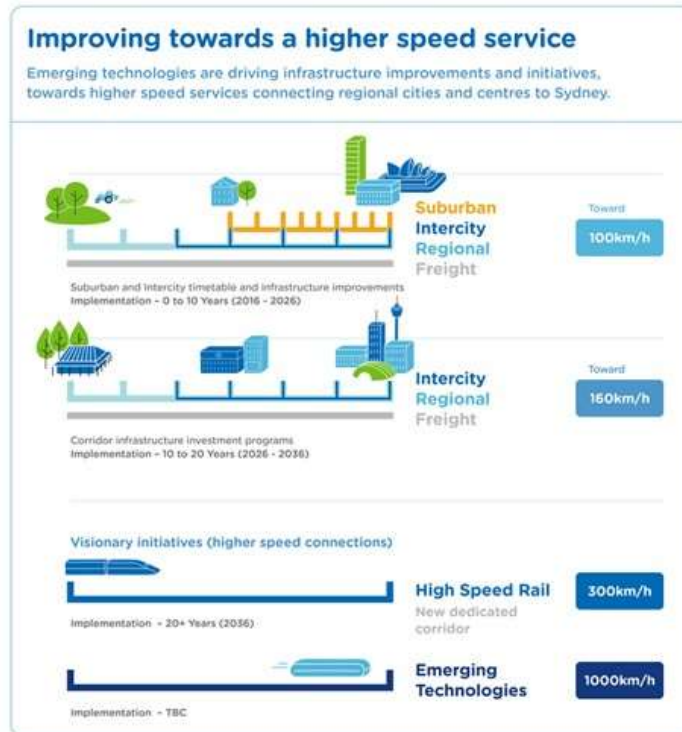 Improving towards a higher speed service
Emerging technologies are driving infrastructure improvements and initiatives,
towards higher speed services connecting regional cities and centres to Sydney.
Suburban
Intercity
Regional
Freight
Toward
100km/h
Suburban and Intercity timetable and infrastructure improvements
Implementation - 0 to 10 Years (2016 - 2026)
Intercity
Regional
Freight
Toward
160km/h
Corridor infrastructure investment programs
Implementation - 10 to 20 Years (2026 - 2036)
Visionary initiatives (higher speed connections)
High Speed Rail
New dedicated
corridor
300km/h
Implementation - 20+ Years (2036)
Emerging
Technologies
1000km/h
Implementation - TBC